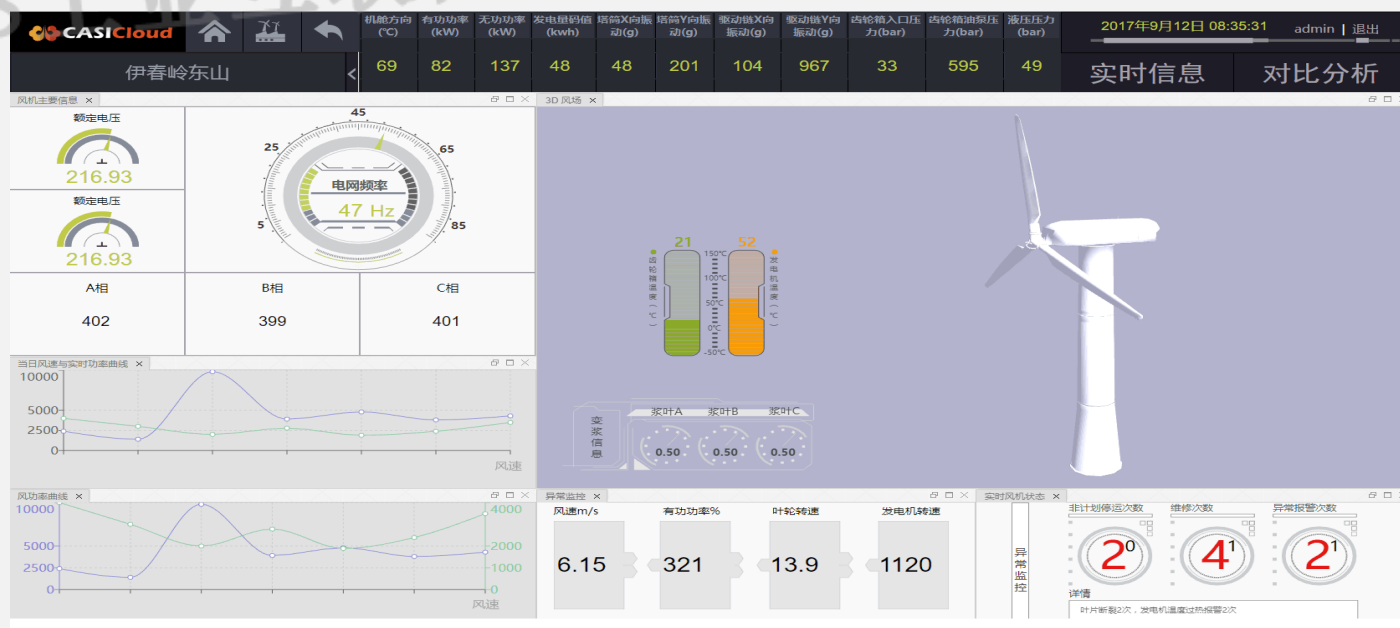 CASICloud
机舱方向(℃)
有功功率(kW)
无功功率(kW)
发电量码值(kwh)
塔筒X向振动(g)
塔筒Y向振动(g)
驱动链X向振动(g)
驱动链Y向振动(g)
齿轮箱入口压力(bar)
齿轮箱油泵压力(bar)
液压压力(bar)
2017年9月12日 08:35:31
admin | 退出
伊春岭东山
<
69
82
137
48
48
201
104
967
33
595
49
实时信息
对比分析
风机主要信息 ×
3D 风场 ×
额定电压
216.93
额定电压
216.93
5
25
45
65
85
电网频率
47 Hz
A相
B相
C相
402
399
401
21
52
150℃
100℃
50℃
0℃
-50℃
变桨信息
桨叶A
桨叶B
桨叶C
0.50
0.50
0.50
当日风速与实时功率曲线 ×
10000
5000
2500
0
风速
风功率曲线 ×
10000
5000
2500
0
4000
2000
1000
0
风速
异常监控 ×
风速m/s
有功功率%
叶轮转速
发电机转速
6.15
321
13.9
1120
实时风机状态 ×
异常监控
非计划停运次数
维修次数
异常报警次数
2 0
4 1
2 1
详情
叶片断裂2次，发电机温度过热报警2次